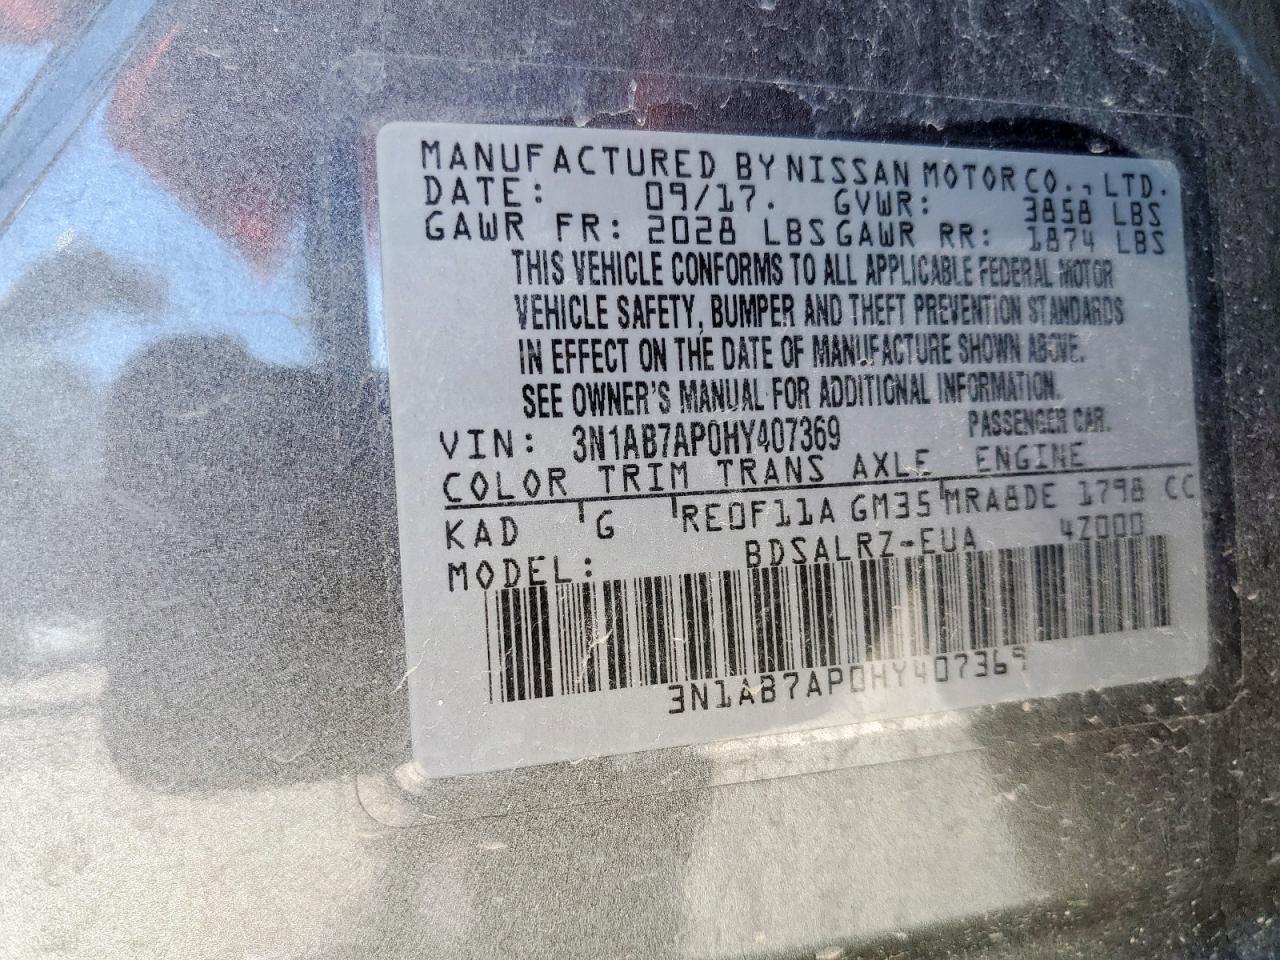 MANUFACTURED BY NISSAN MOTOR CO., LTD.
DATE: 09/17. GVWR: 3858 LBS
GAWR FR: 2028 LBS GAWR RR: 1874 LBS
THIS VEHICLE CONFORMS TO ALL APPLICABLE FEDERAL MOTOR
VEHICLE SAFETY, BUMPER AND THEFT PREVENTION STANDARDS
IN EFFECT ON THE DATE OF MANUFACTURE SHOWN ABOVE.
SEE OWNER'S MANUAL FOR ADDITIONAL INFORMATION.
VIN: 3N1AB7AP0HY407369 PASSENGER CAR.
COLOR TRIM TRANS AXLE ENGINE
KAD G RE0F11A GM35 MRA8DE 1798 CC
MODEL: BDSALRZ-EUA 4Z000
3N1AB7AP0HY407369